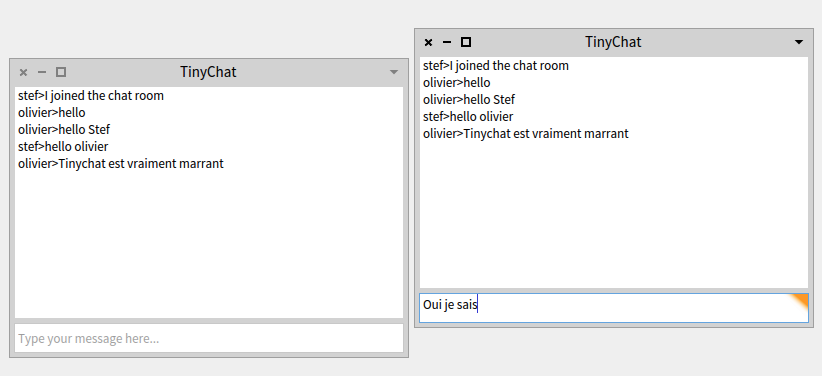 TinyChat
stef>I joined the chat room
olivier>hello
olivier>hello Stef
stef>hello olivier
olivier>Tinychat est vraiment marrant
Type your message here...
TinyChat
stef>I joined the chat room
olivier>hello
olivier>hello Stef
stef>hello olivier
olivier>Tinychat est vraiment marrant
Oui je sais